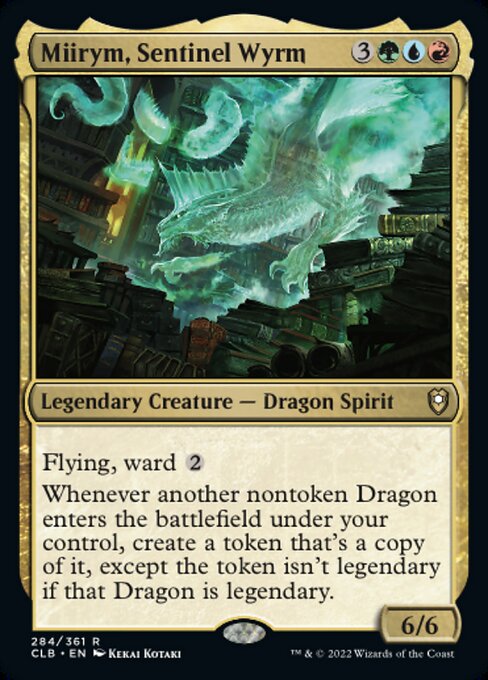 Miirym, Sentinel Wyrm 3
Legendary Creature — Dragon Spirit
Flying, ward 2
Whenever another nontoken Dragon
enters the battlefield under your
control, create a token that's a copy
of it, except the token isn't legendary
if that Dragon is legendary.
6/6
284/361 R
CLB • EN Kekai Kotaki
™ & © 2022 Wizards of the Coast